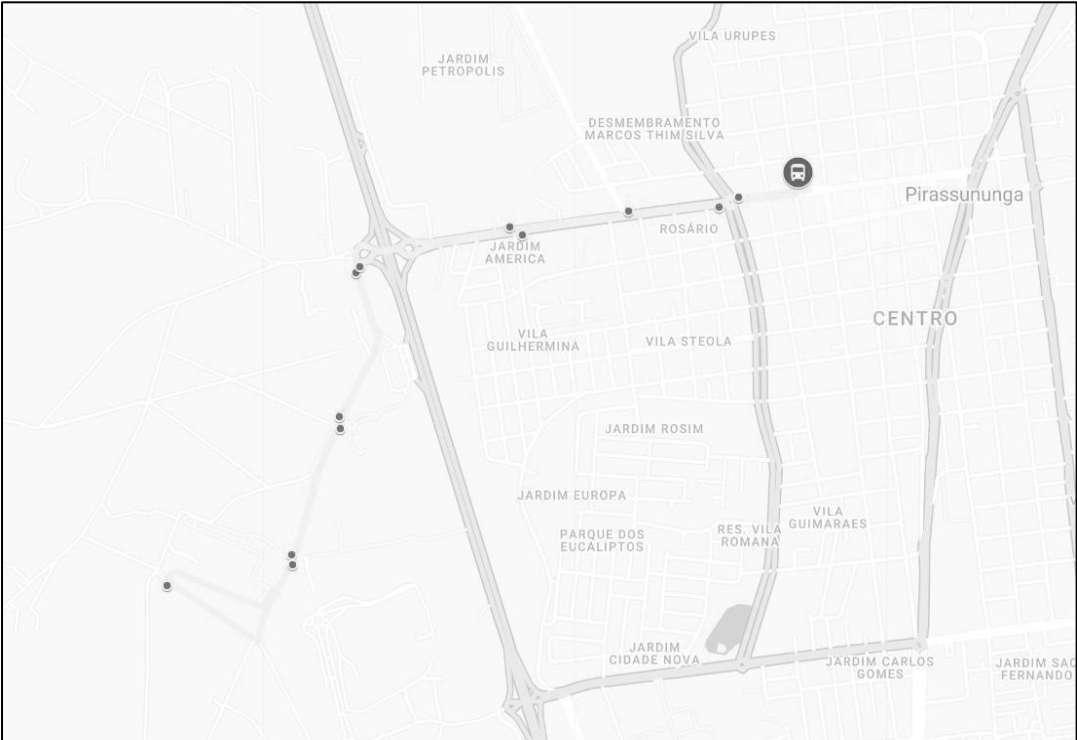 VILA URUPES
JARDIM
PETROPOLIS
DESMEMBRAMENTO
MARCOS THIM SILVA
Pirassununga
ROSÁRIO
JARDIM
AMERICA
CENTRO
VILA
GUILHERMINA
VILA STEOLA
JARDIM ROSIM
JARDIM EUROPA
VILA
GUIMARAES
PARQUE DOS
EUCALIPTOS
RES. VILA
ROMANA
JARDIM
CIDADE NOVA
JARDIM CARLOS
GOMES
JARDIM SAO
FERNANDO